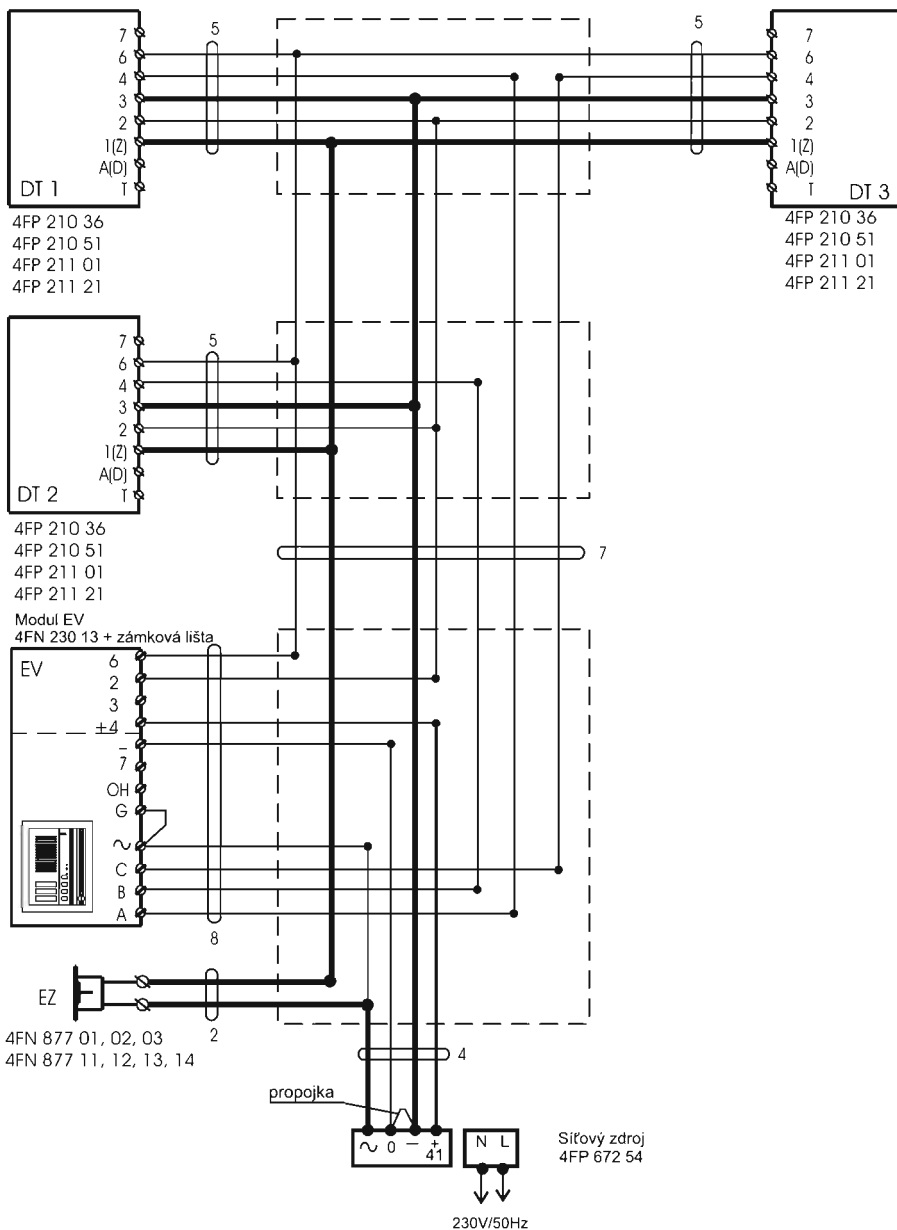 5
5
7
6
4
3
2
1(Z)
A(D)
T
DT 1
7
6
4
3
2
1(Z)
A(D)
T
DT 3
4FP 210 36
4FP 210 51
4FP 211 01
4FP 211 21
4FP 210 36
4FP 210 51
4FP 211 01
4FP 211 21
5
7
6
4
3
2
1(Z)
A(D)
T
DT 2
4FP 210 36
4FP 210 51
4FP 211 01
4FP 211 21
7
Modul EV
4FN 230 13 + zámková lišta
EV
6
2
3
+4
–
7
OH
G
~
C
B
A
8
EZ
2
4FN 877 01, 02, 03
4FN 877 11, 12, 13, 14
4
propojka
~ 0 – +
41
N L
Síťový zdroj
4FP 672 54
230V/50Hz